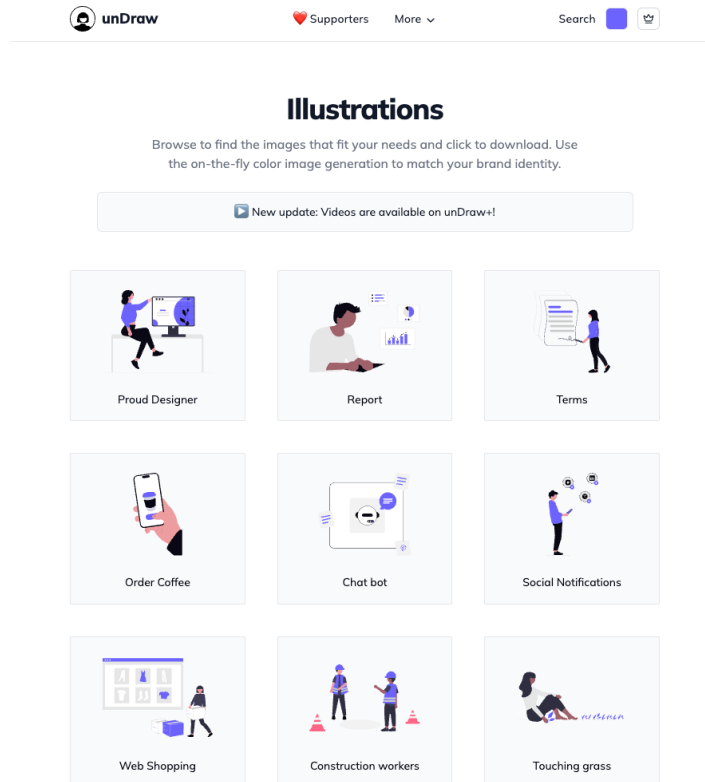 unDraw
❤️ Supporters
More
Search
Illustrations
Browse to find the images that fit your needs and click to download. Use
the on-the-fly color image generation to match your brand identity.
▶️ New update: Videos are available on unDraw+!
Proud Designer
Report
Terms
Order Coffee
Chat bot
Social Notifications
Web Shopping
Construction workers
Touching grass